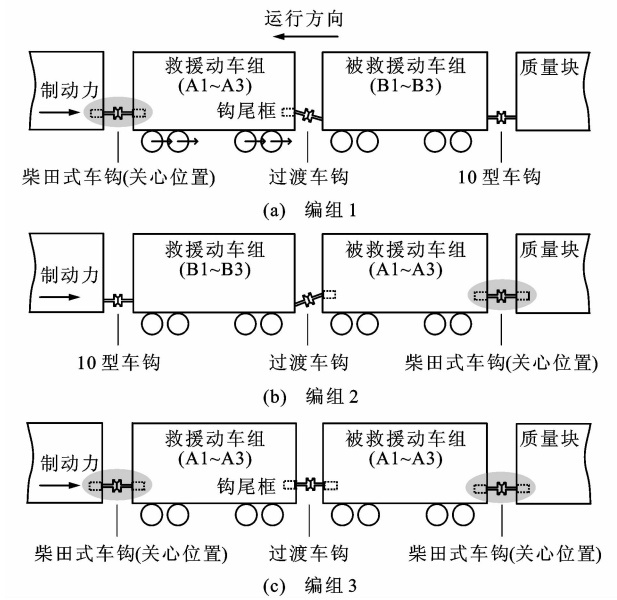 运行方向
救援动车组 被救援动车组 质量块
(A1~A3) (B1~B3)
制动力 钩尾框
柴田式车钩(关心位置) 过渡车钩 10型车钩
(a) 编组1
救援动车组 被救援动车组 质量块
(B1~B3) (A1~A3)
制动力
10型车钩 过渡车钩 柴田式车钩(关心位置)
(b) 编组2
救援动车组 被救援动车组 质量块
(A1~A3) (A1~A3)
制动力 钩尾框
柴田式车钩(关心位置) 过渡车钩 柴田式车钩(关心位置)
(c) 编组3